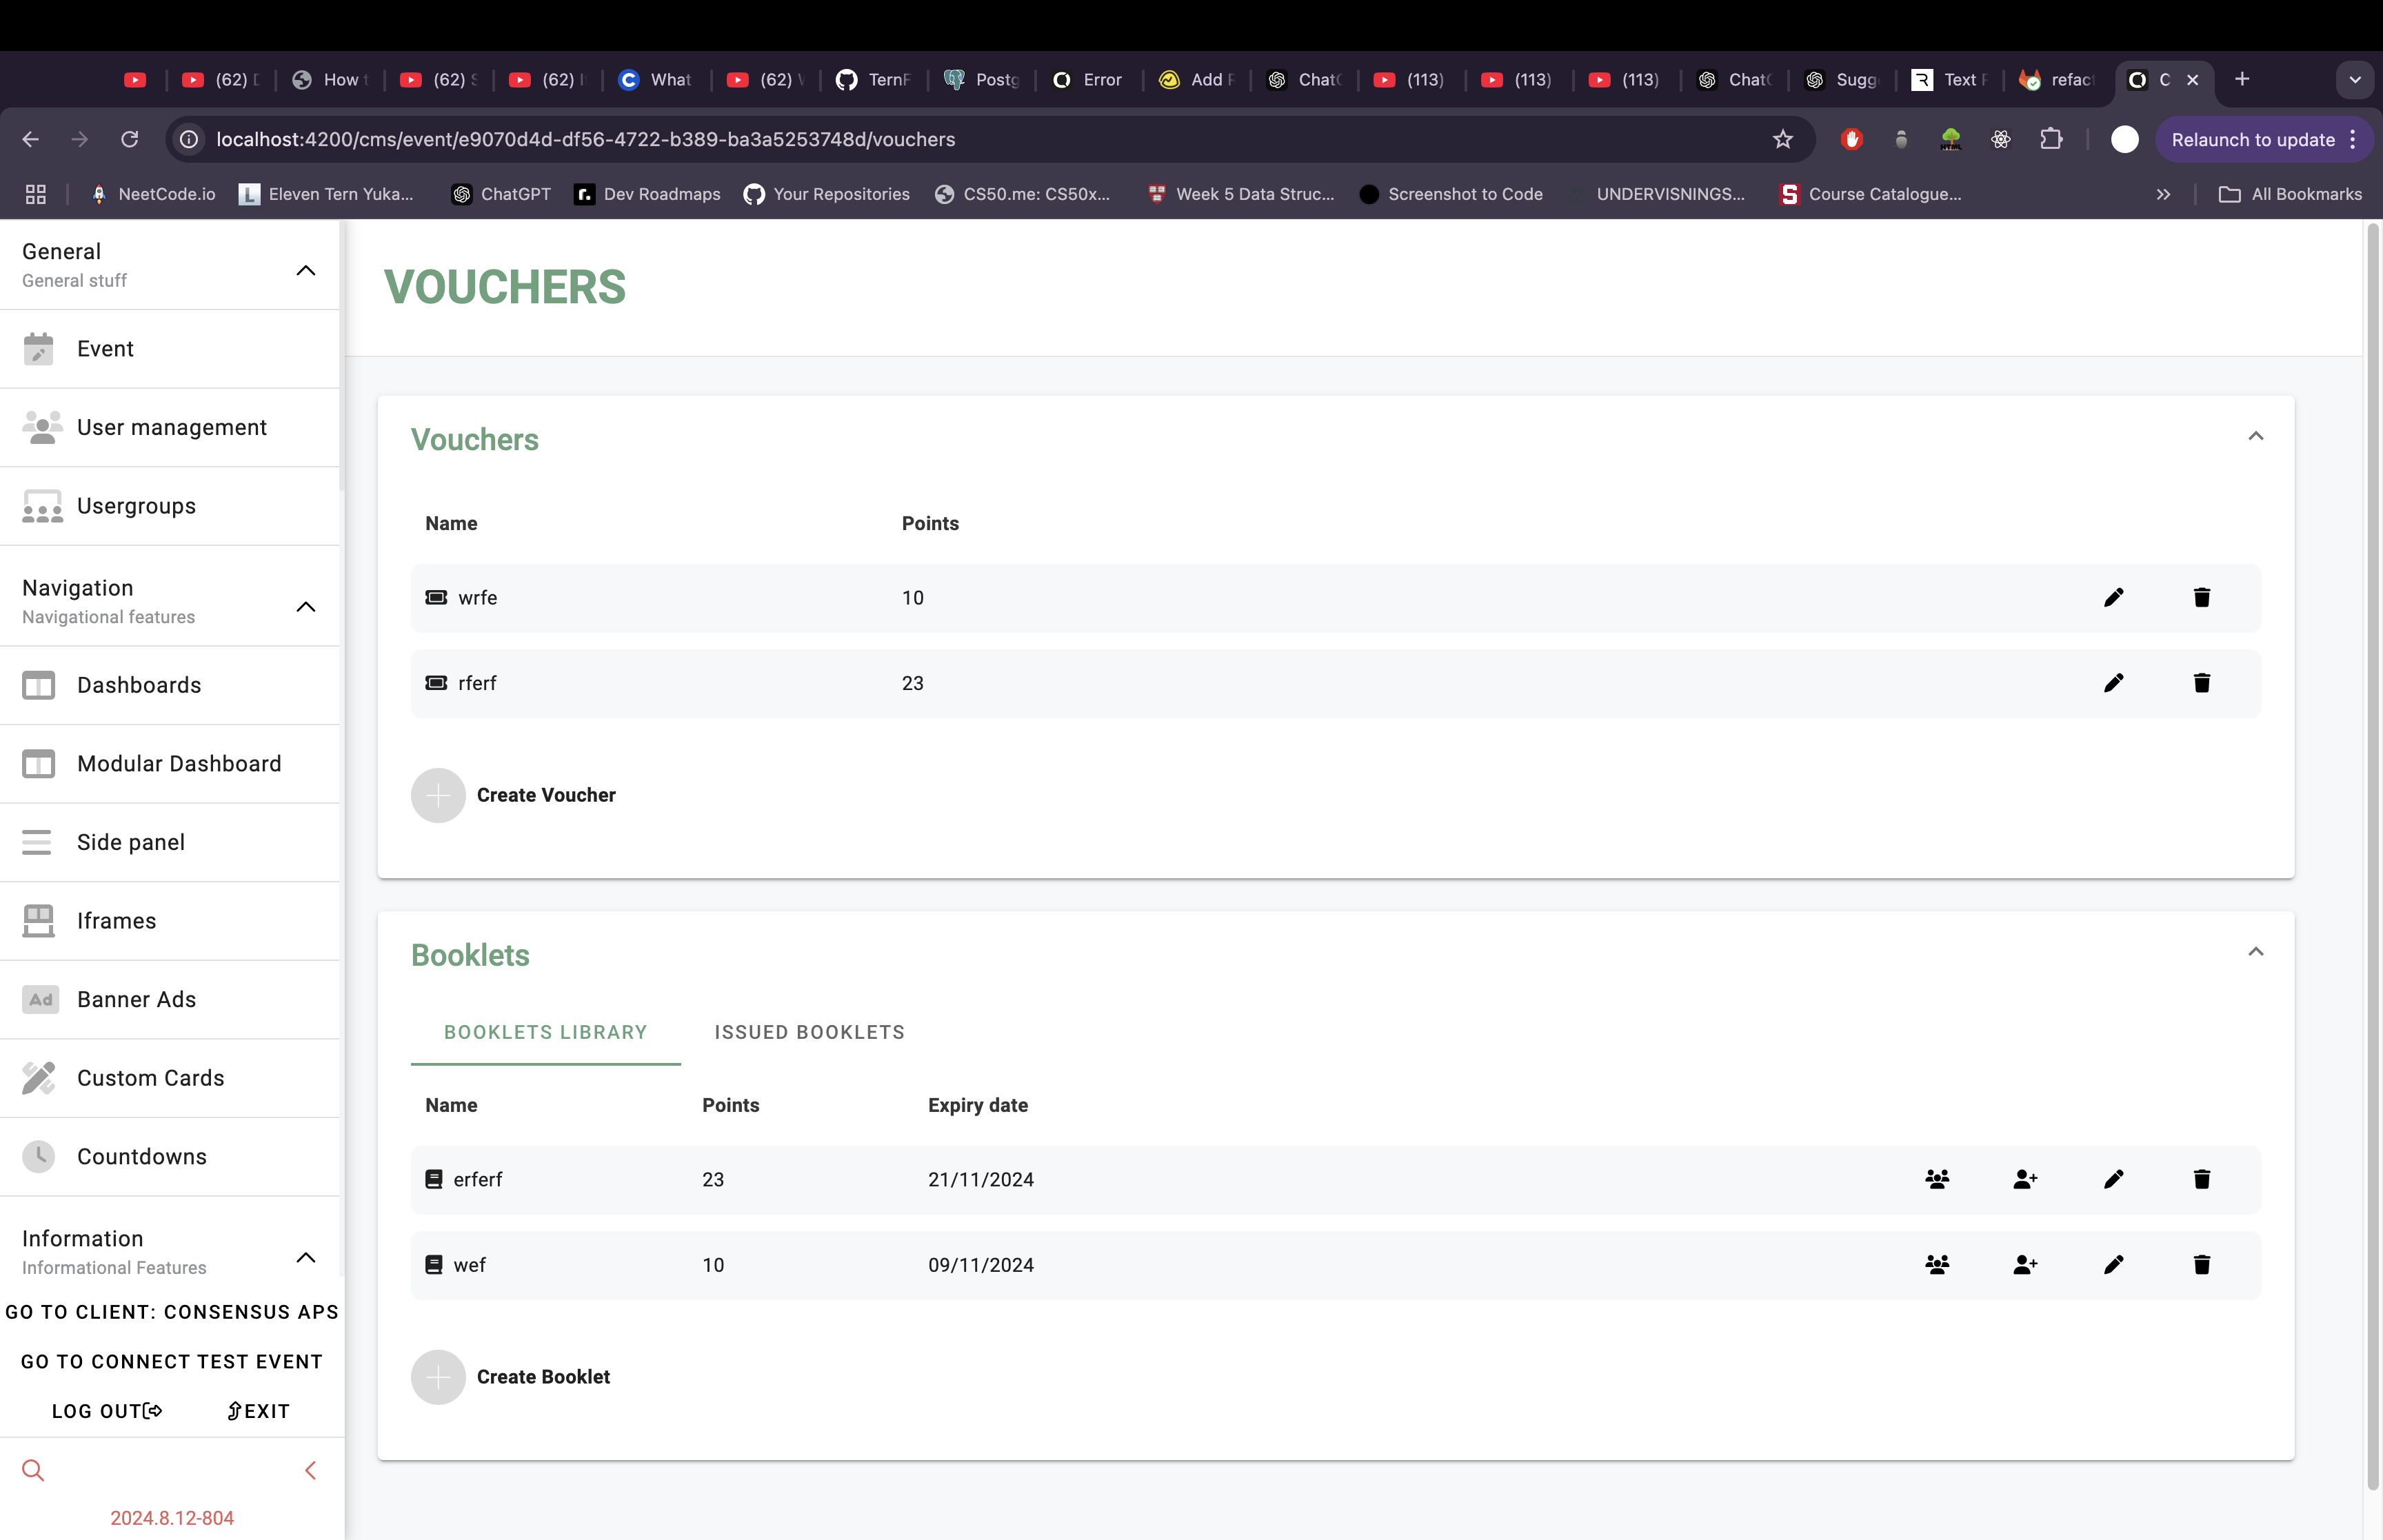 (62)
How t
(62)
(62)
What
(62)
TernF
Postg
Error
Add
Chat
(113)
(113)
(113)
Chat
Sugg
Text
refac
localhost:4200/cms/event/e9070d4d-df56-4722-b389-ba3a5253748d/vouchers
Relaunch to update
NeetCode.io
Eleven Tern Yuka...
ChatGPT
Dev Roadmaps
Your Repositories
CS50.me: CS50x...
Week 5 Data Struc...
Screenshot to Code
UNDERVISNINGS...
Course Catalogue...
All Bookmarks
General
General stuff
Event
User management
Usergroups
Navigation
Navigational features
Dashboards
Modular Dashboard
Side panel
Iframes
Ad Banner Ads
Custom Cards
Countdowns
Information
Informational Features
GO TO CLIENT: CONSENSUS APS
GO TO CONNECT TEST EVENT
LOG OUT
EXIT
2024.8.12-804
VOUCHERS
Vouchers
Name Points
wrfe 10
rferf 23
Create Voucher
Booklets
BOOKLETS LIBRARY ISSUED BOOKLETS
Name Points Expiry date
erferf 23 21/11/2024
wef 10 09/11/2024
Create Booklet